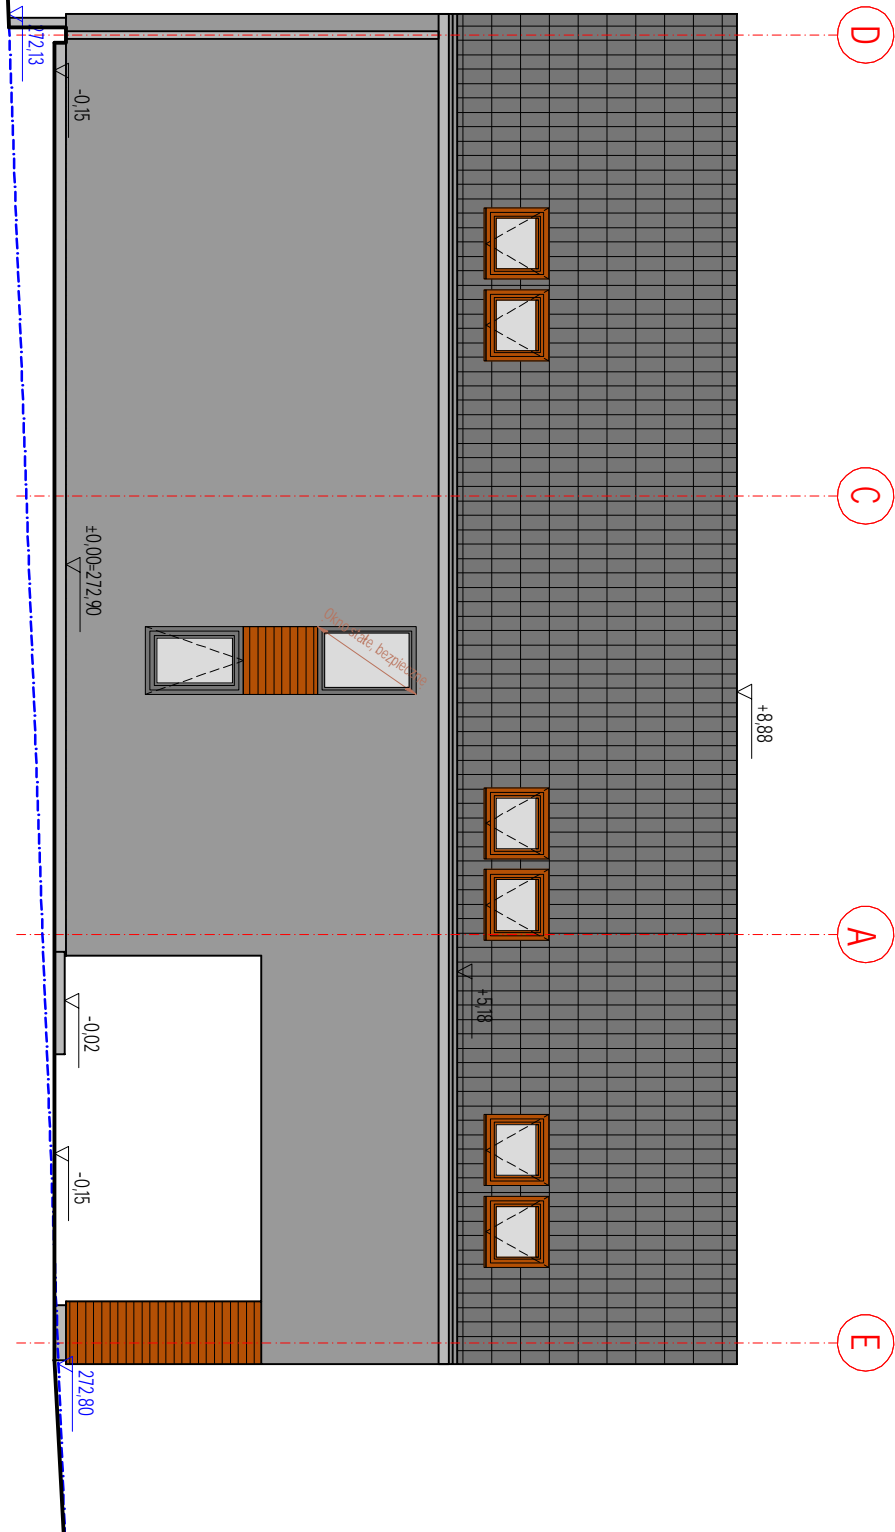 D
C
A
E
+8,88
+5,18
Okno stałe, bezpieczne
272,13
-0,15
±0,00=272,90
-0,02
-0,15
272,80